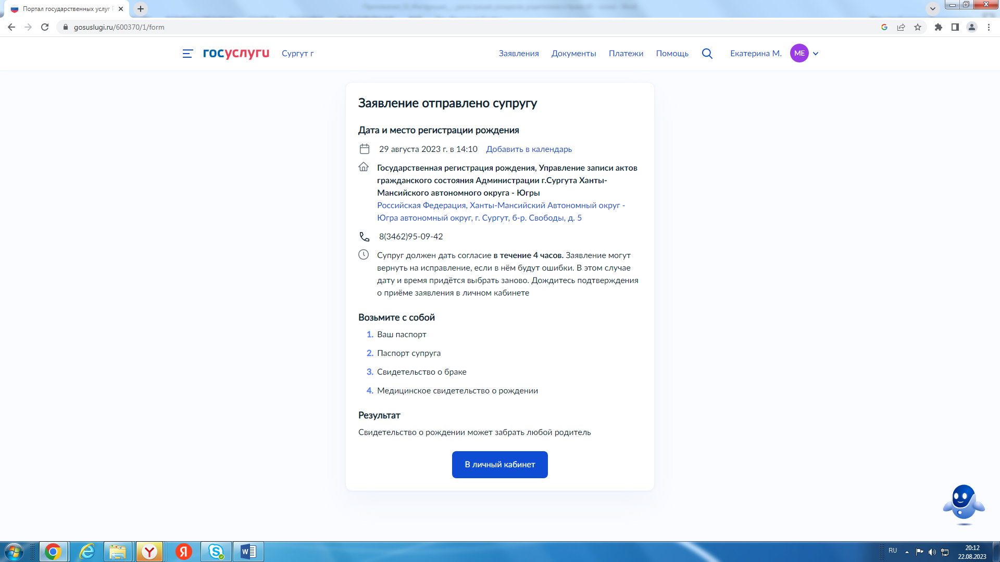 Портал государственных услуг Р
gosuslugi.ru/600370/1/form
госуслуги
Сургут г
Заявления
Документы
Платежи
Помощь
Екатерина М.
МЕ
Заявление отправлено супругу
Дата и место регистрации рождения
29 августа 2023 г. в 14:10 Добавить в календарь
Государственная регистрация рождения, Управление записи актов
гражданского состояния Администрации г.Сургута Ханты-
Мансийского автономного округа - Югры
Российская Федерация, Ханты-Мансийский Автономный округ -
Югра автономный округ, г. Сургут, б-р. Свободы, д. 5
8(3462)95-09-42
Супруг должен дать согласие в течение 4 часов. Заявление могут
вернуть на исправление, если в нём будут ошибки. В этом случае
дату и время придётся выбрать заново. Дождитесь подтверждения
о приёме заявления в личном кабинете
Возьмите с собой
1. Ваш паспорт
2. Паспорт супруга
3. Свидетельство о браке
4. Медицинское свидетельство о рождении
Результат
Свидетельство о рождении может забрать любой родитель
В личный кабинет
RU
20:12
22.08.2023